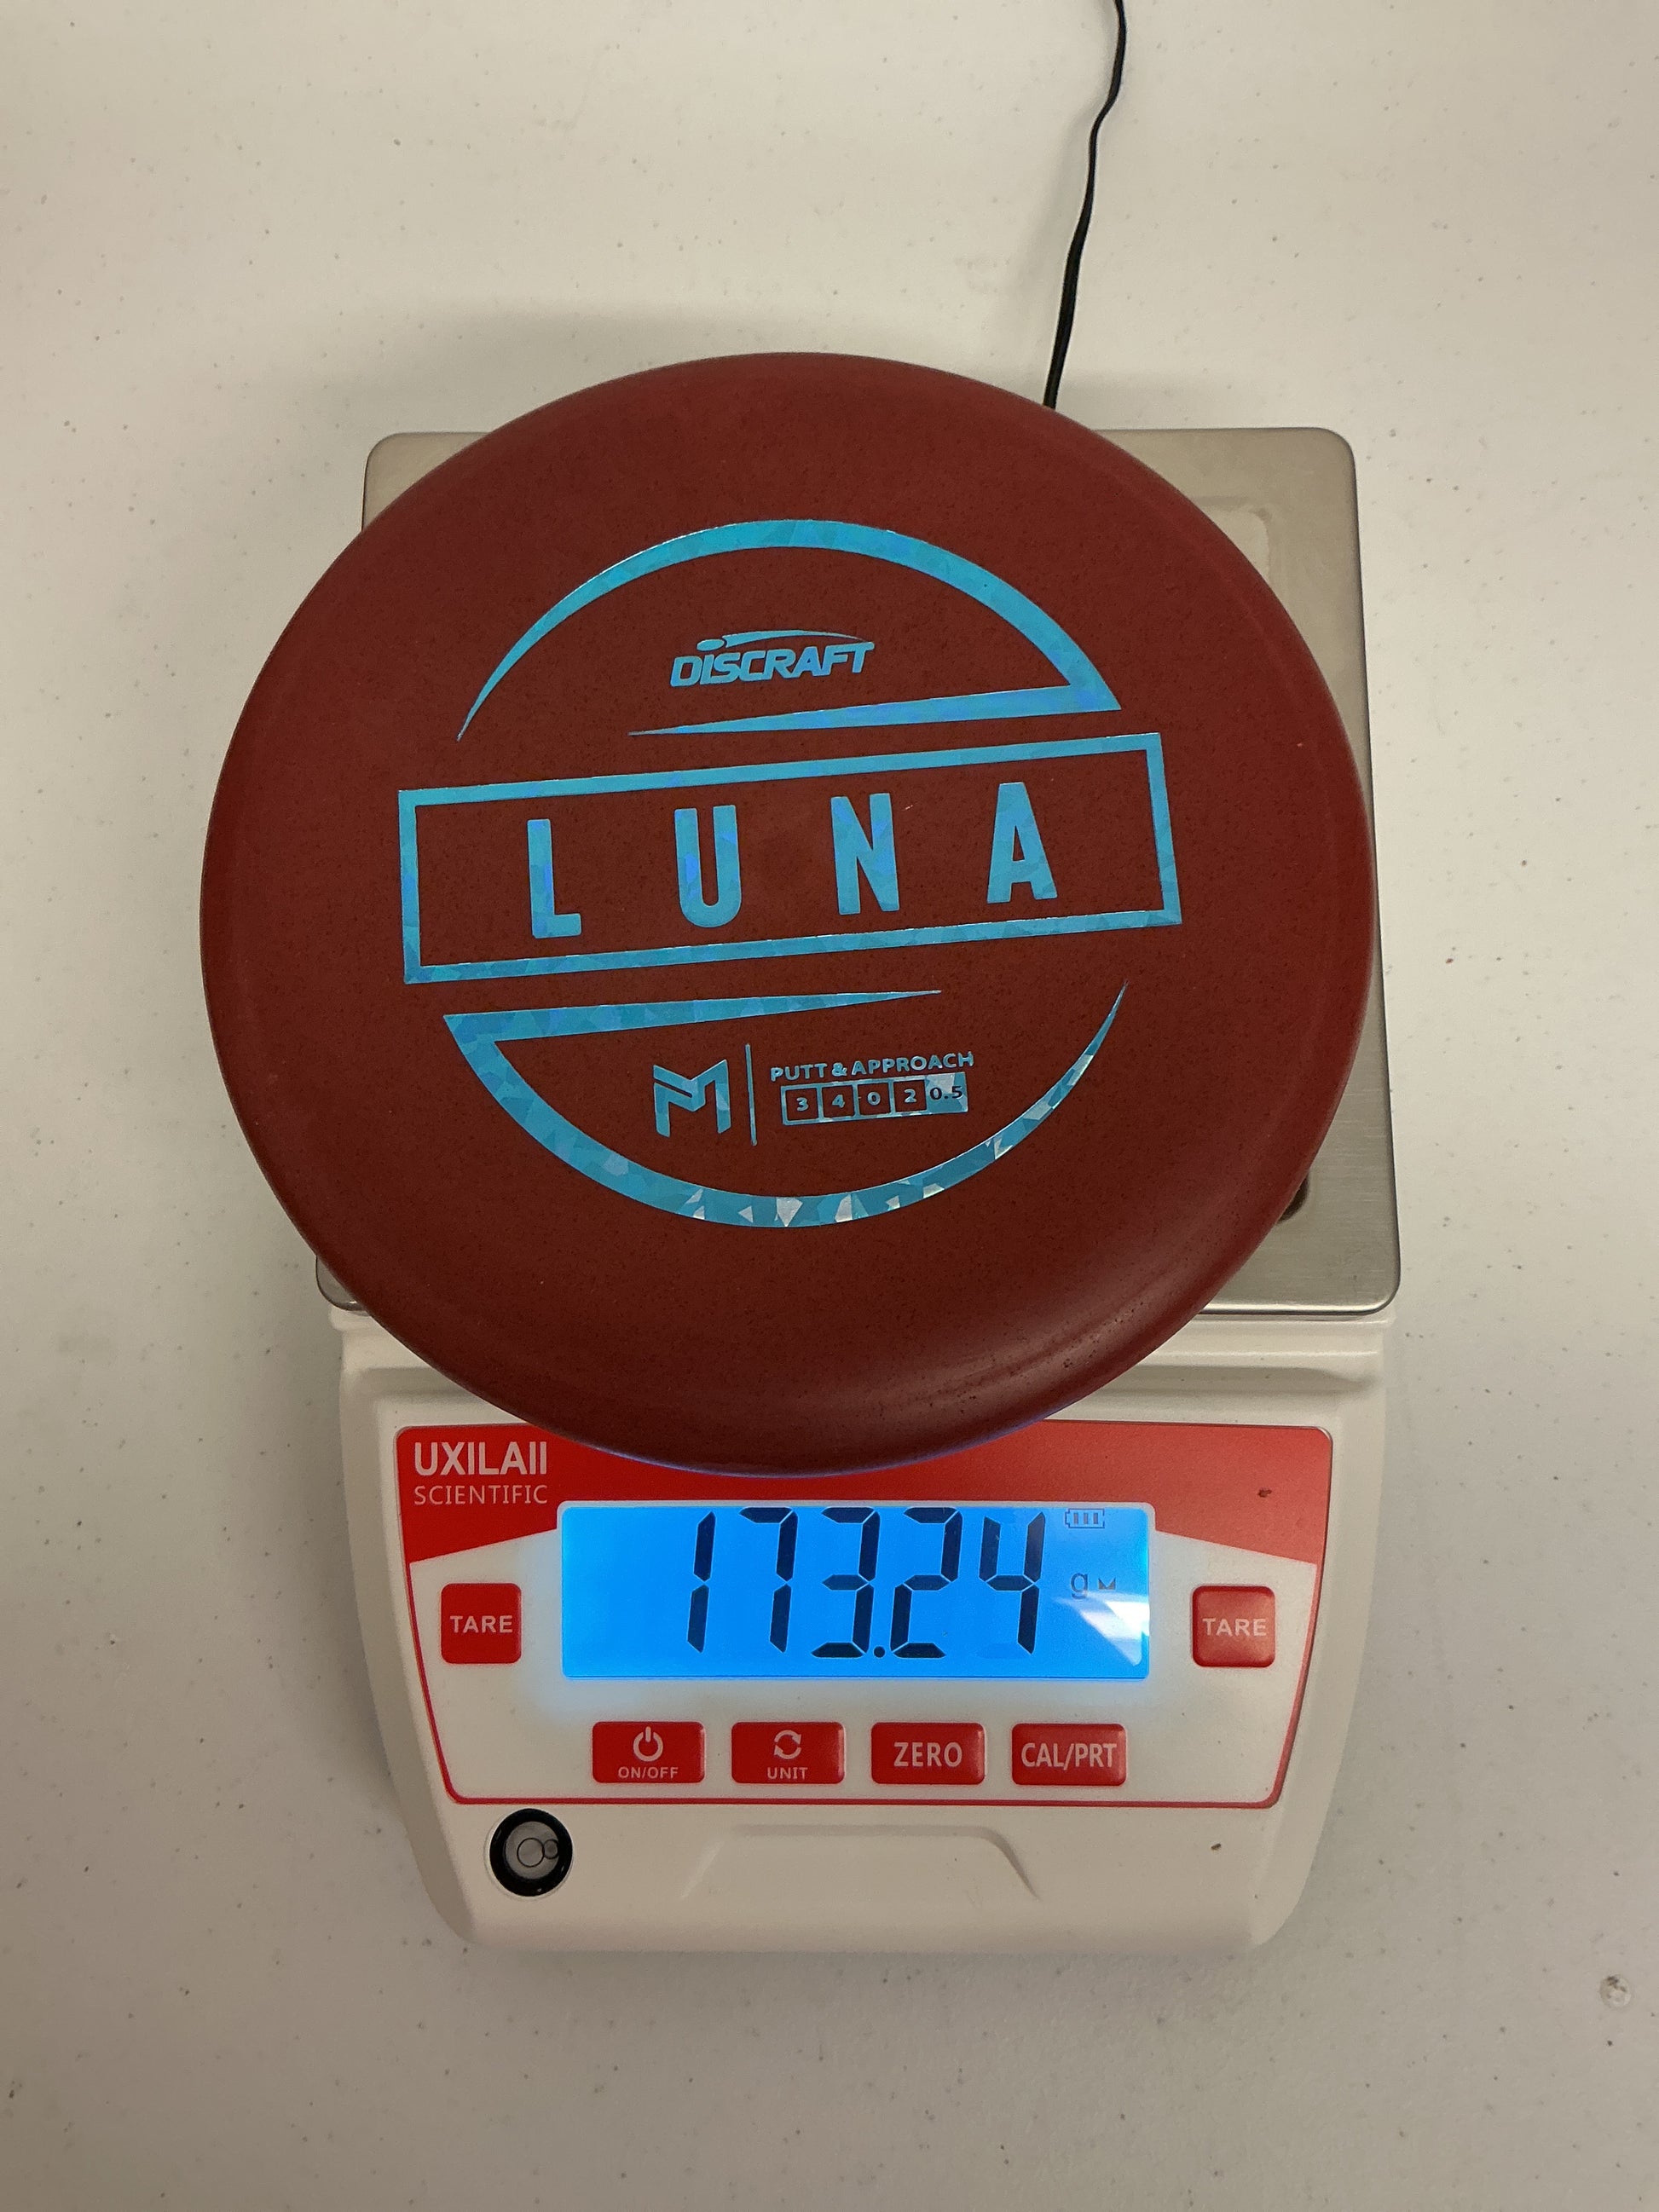 DISCRAFT
LUNA
PM
PUTT & APPROACH
3 4 0 2 0.5
UXILAII
SCIENTIFIC
173.24 g
TARE
TARE
ON/OFF
UNIT
ZERO
CAL/PRT